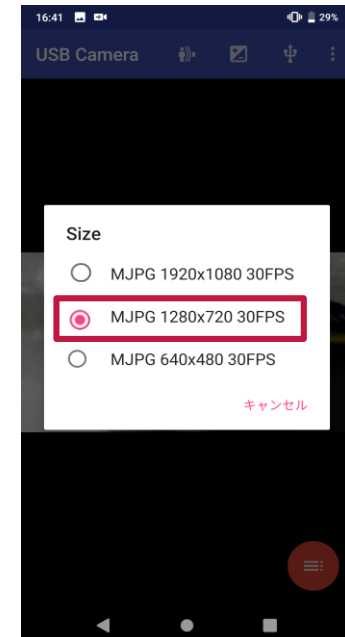 16:41 29%
USB Camera
Size
MJPG 1920x1080 30FPS
MJPG 1280x720 30FPS
MJPG 640x480 30FPS
キャンセル